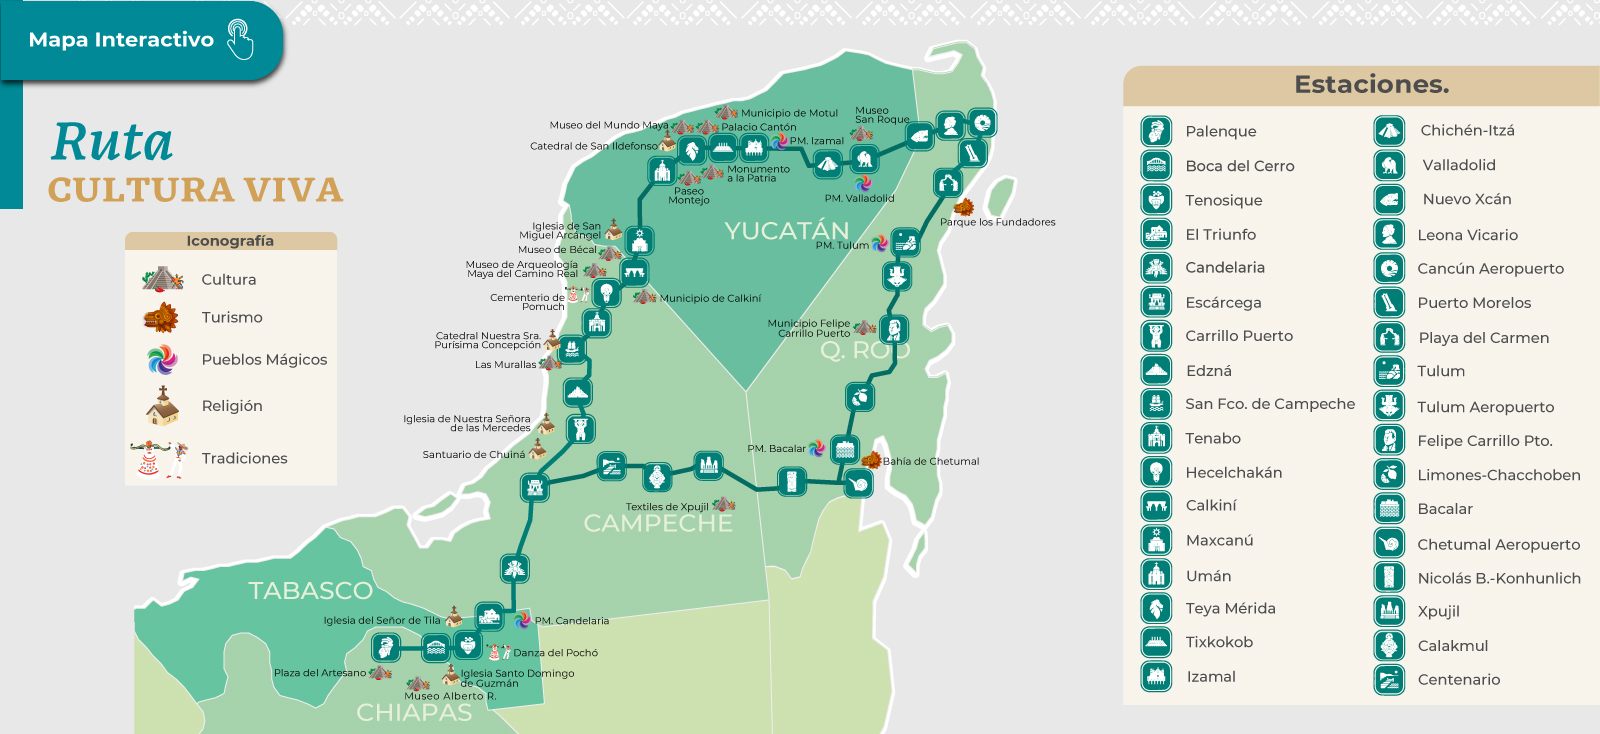 Mapa Interactivo
Ruta
CULTURA VIVA
Iconografía
Cultura
Turismo
Pueblos Mágicos
Religión
Tradiciones
Municipio de Motul
Museo del Mundo Maya
Palacio Cantón
Museo
San Roque
Catedral de San Ildefonso
PM. Izamal
Monumento
a la Patria
Paseo
Montejo
PM. Valladolid
Parque los Fundadores
YUCATÁN
Iglesia de San
Miguel Arcángel
Museo de Bécal
Museo de Arqueología
Maya del Camino Real
Cementerio de
Pomuch
Municipio de Calkiní
PM. Tulum
Municipio Felipe
Carrillo Puerto
Q. ROO
Catedral Nuestra Sra.
Purísima Concepción
Las Murallas
Iglesia de Nuestra Señora
de las Mercedes
Santuario de Chuiná
PM. Bacalar
Bahía de Chetumal
Textiles de Xpujil
CAMPECHE
TABASCO
Iglesia del Señor de Tila
PM. Candelaria
Danza del Pochó
Plaza del Artesano
Iglesia Santo Domingo
de Guzmán
Museo Alberto R.
CHIAPAS
Estaciones.
Palenque
Boca del Cerro
Tenosique
El Triunfo
Candelaria
Escárcega
Carrillo Puerto
Edzná
San Fco. de Campeche
Tenabo
Hecelchakán
Calkiní
Maxcanú
Umán
Teya Mérida
Tixkokob
Izamal
Chichén-Itzá
Valladolid
Nuevo Xcán
Leona Vicario
Cancún Aeropuerto
Puerto Morelos
Playa del Carmen
Tulum
Tulum Aeropuerto
Felipe Carrillo Pto.
Limones-Chacchoben
Bacalar
Chetumal Aeropuerto
Nicolás B.-Konhunlich
Xpujil
Calakmul
Centenario